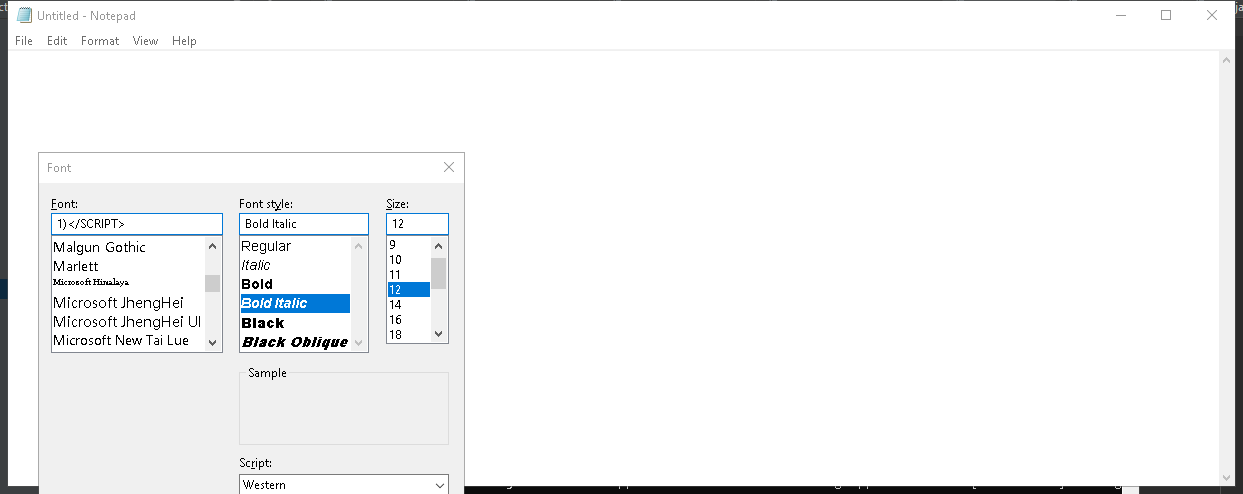 Untitled - Notepad
File Edit Format View Help
Font
Font: Font style: Size:
1)</SCRIPT> Bold Italic 12
Malgun Gothic Regular 9
Marlett Italic 10
Microsoft Himalaya Bold 11
Microsoft JhengHei Bold Italic 12
Microsoft JhengHei UI Black 14
Microsoft New Tai Lue Black Oblique 16
18
Sample
Script:
Western